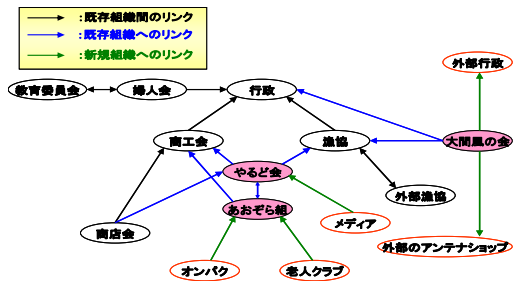 ：既存組織間のリンク
：既存組織へのリンク
：新規組織へのリンク
外部行政
教育委員会
婦人会
行政
商工会
漁協
大間風の会
やるど会
外部漁協
あおぞら組
メディア
商店会
外部のアンテナショップ
オンパク
老人クラブ